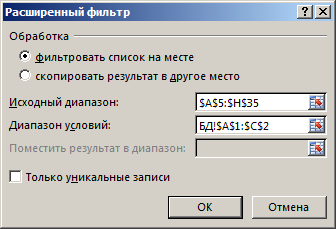 Расширенный фильтр
Обработка
фильтровать список на месте
скопировать результат в другое место
Исходный диапазон:
$A$5:$H$35
Диапазон условий:
БД!$A$1:$C$2
Поместить результат в диапазон:
Только уникальные записи
ОК
Отмена